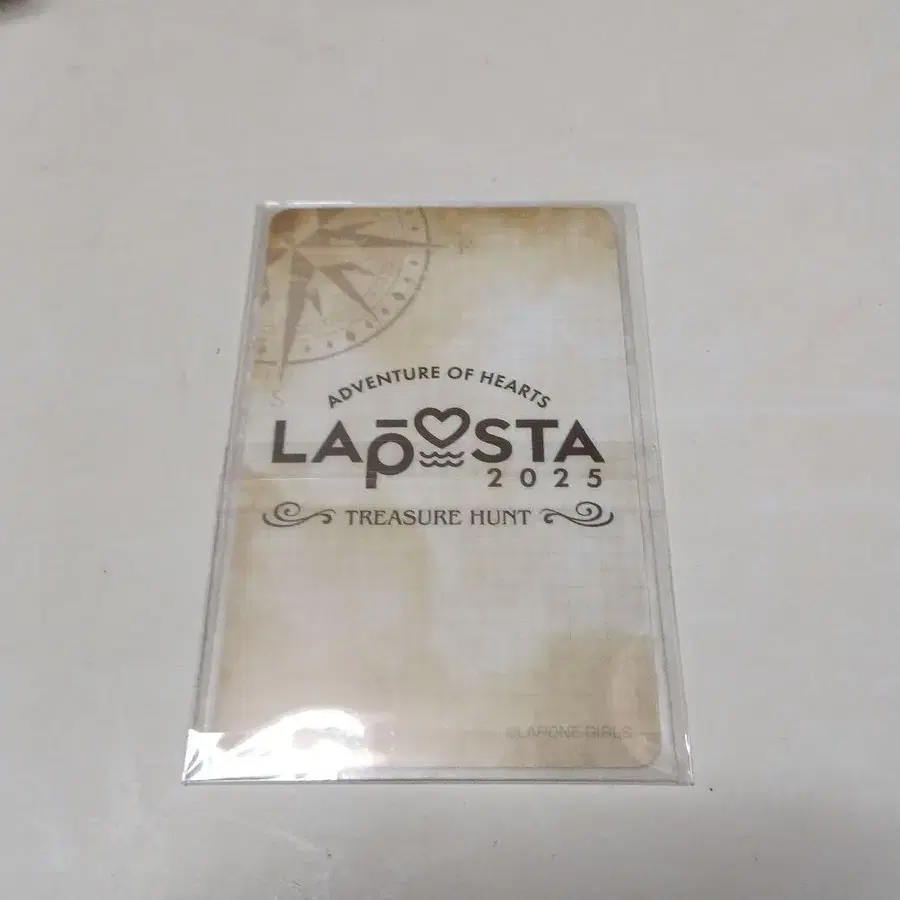 ADVENTURE OF HEARTS
LAPOSTA
2025
TREASURE HUNT
©LAPONE GIRLS
S